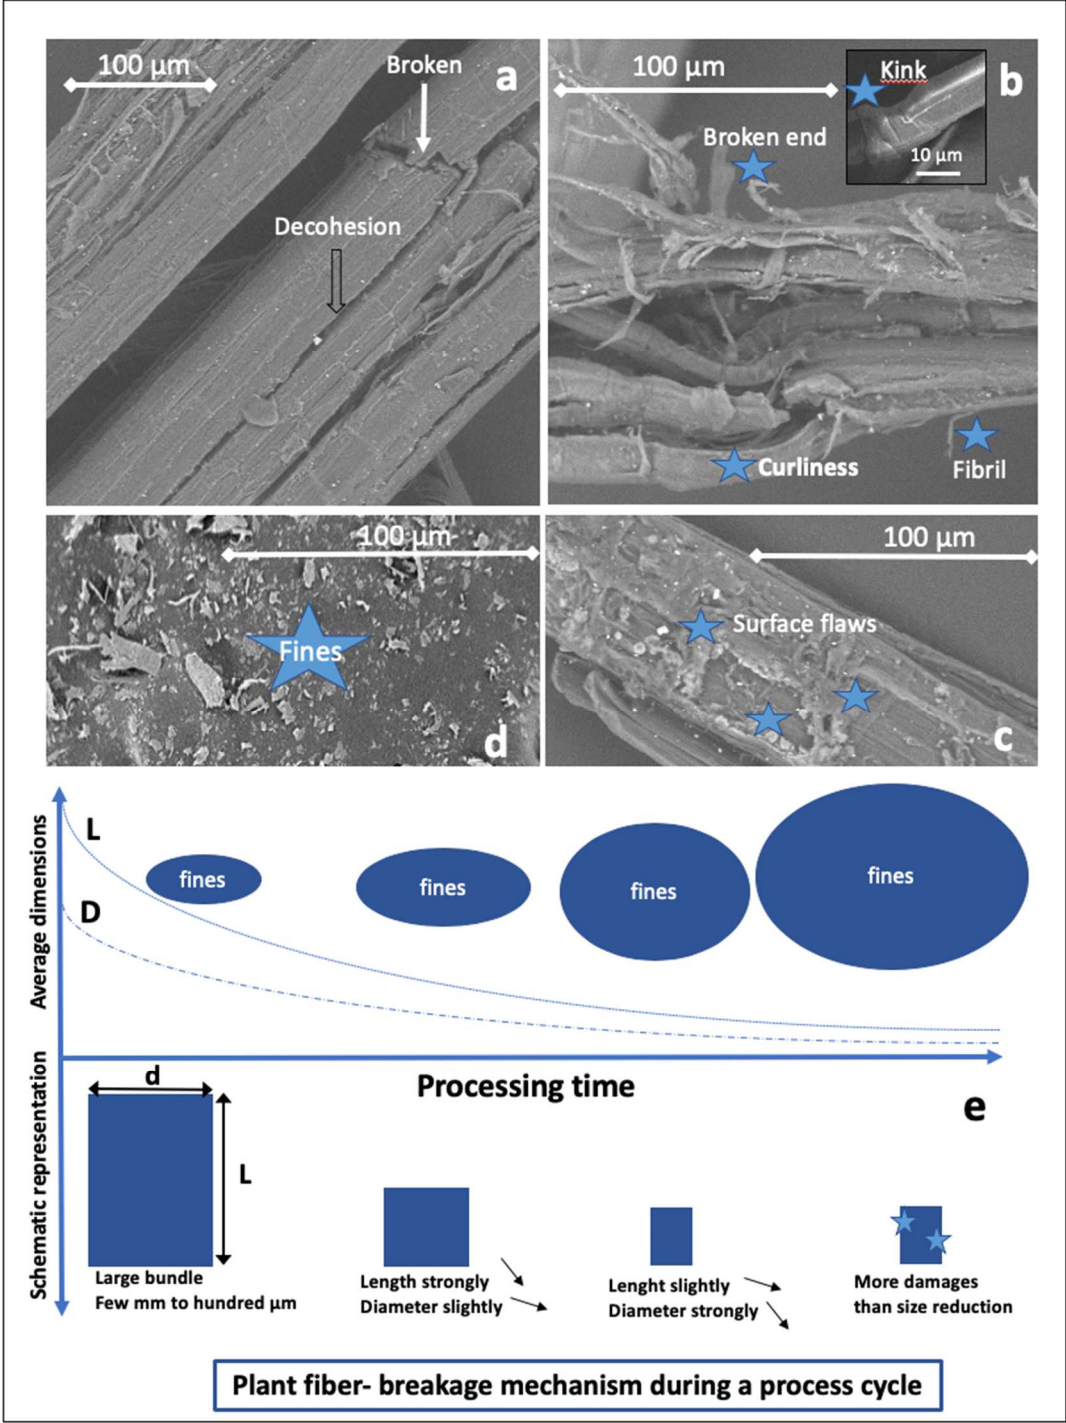 100 µm
Broken
a
Decohesion
100 µm
Kink
b
Broken end
10 µm
Curliness
Fibril
100 µm
Fines
d
100 µm
Surface flaws
c
Average dimensions
L
D
fines
fines
fines
fines
Processing time
e
Schematic representation
d
L
Large bundle
Few mm to hundred µm
Length strongly
Diameter slightly
Lenght slightly
Diameter strongly
More damages
than size reduction
Plant fiber- breakage mechanism during a process cycle